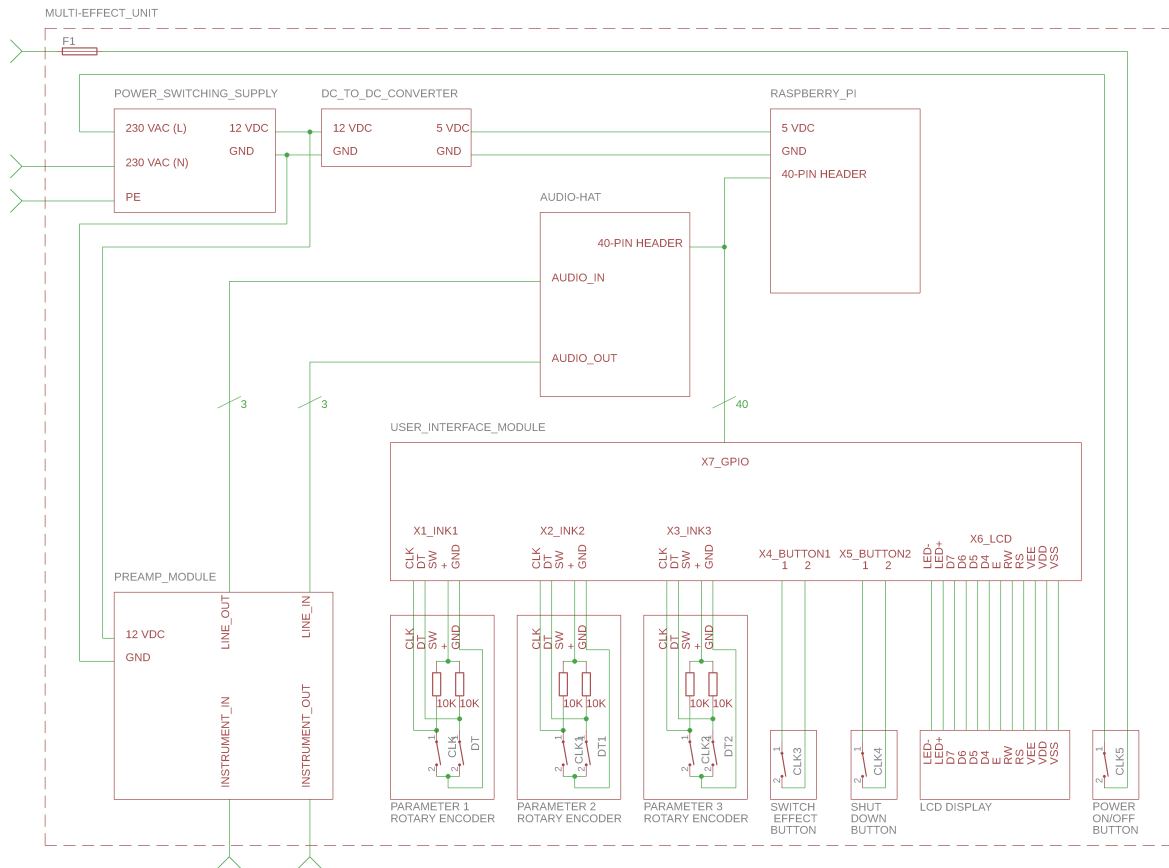 MULTI-EFFECT_UNIT
F1
POWER_SWITCHING_SUPPLY
DC_TO_DC_CONVERTER
RASPBERRY_PI
230 VAC (L)
12 VDC
12 VDC
5 VDC
5 VDC
GND
GND
GND
GND
230 VAC (N)
40-PIN HEADER
PE
AUDIO-HAT
40-PIN HEADER
AUDIO_IN
AUDIO_OUT
3
3
40
USER_INTERFACE_MODULE
X7_GPIO
X1_INK1
X2_INK2
X3_INK3
X4_BUTTON1
X5_BUTTON2
X6_LCD
CLK
DT
SW
+
GND
CLK
DT
SW
+
GND
CLK
DT
SW
+
GND
1
2
1
2
LED-
LED+
D7
D6
D5
D4
E
RW
RS
VEE
VDD
VSS
PREAMP_MODULE
LINE_OUT
LINE_IN
12 VDC
GND
INSTRUMENT_IN
INSTRUMENT_OUT
CLK
DT
SW
+
GND
10K
10K
1
2
CLK
1
2
DT
PARAMETER 1
ROTARY ENCODER
CLK
DT
SW
+
GND
10K
10K
1
2
CLK1
1
2
DT1
PARAMETER 2
ROTARY ENCODER
CLK
DT
SW
+
GND
10K
10K
1
2
CLK2
1
2
DT2
PARAMETER 3
ROTARY ENCODER
1
2
CLK3
SWITCH
EFFECT
BUTTON
1
2
CLK4
SHUT
DOWN
BUTTON
LED-
LED+
D7
D6
D5
D4
E
RW
RS
VEE
VDD
VSS
LCD DISPLAY
1
2
CLK5
POWER
ON/OFF
BUTTON